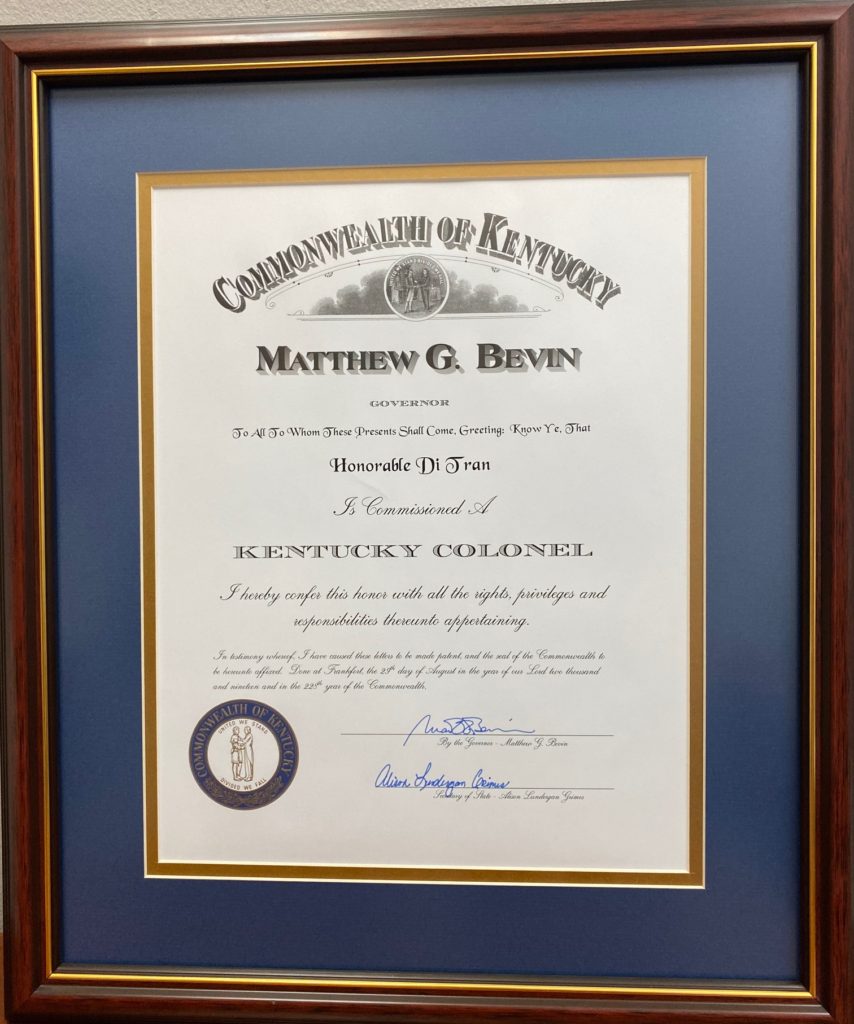 COMMONWEALTH OF KENTUCKY
MATTHEW G. BEVIN
GOVERNOR
To All To Whom These Presents Shall Come, Greeting: Know Ye, That
Honorable Di Tran
Is Commissioned A
KENTUCKY COLONEL
I hereby confer this honor with all the rights, privileges and
responsibilities thereunto appertaining.
In testimony whereof, I have caused these letters to be made patent, and the seal of the Commonwealth to
be hereunto affixed. Done at Frankfort, the 29th day of August in the year of our Lord two thousand
and nineteen and in the 228th year of the Commonwealth.
COMMONWEALTH OF KENTUCKY
UNITED WE STAND
DIVIDED WE FALL
By the Governor - Matthew G. Bevin
Alison Lundergan Grimes
Secretary of State - Alison Lundergan Grimes